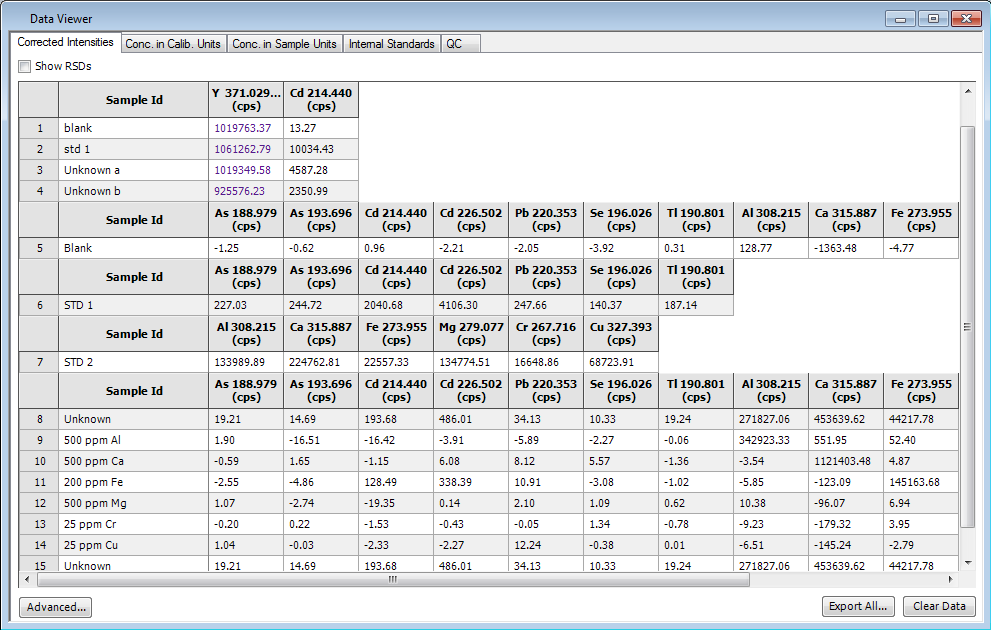 Data Viewer
Corrected Intensities Conc. in Calib. Units Conc. in Sample Units Internal Standards QC
Show RSDs
Sample Id Y 371.029... (cps) Cd 214.440 (cps)
1 blank 1019763.37 13.27
2 std 1 1061262.79 10034.43
3 Unknown a 1019349.58 4587.28
4 Unknown b 925576.23 2350.99
Sample Id As 188.979 (cps) As 193.696 (cps) Cd 214.440 (cps) Cd 226.502 (cps) Pb 220.353 (cps) Se 196.026 (cps) Tl 190.801 (cps) Al 308.215 (cps) Ca 315.887 (cps) Fe 273.955 (cps)
5 Blank -1.25 -0.62 0.96 -2.21 -2.05 -3.92 0.31 128.77 -1363.48 -4.77
Sample Id As 188.979 (cps) As 193.696 (cps) Cd 214.440 (cps) Cd 226.502 (cps) Pb 220.353 (cps) Se 196.026 (cps) Tl 190.801 (cps)
6 STD 1 227.03 244.72 2040.68 4106.30 247.66 140.37 187.14
Sample Id Al 308.215 (cps) Ca 315.887 (cps) Fe 273.955 (cps) Mg 279.077 (cps) Cr 267.716 (cps) Cu 327.393 (cps)
7 STD 2 133989.89 224762.81 22557.33 134774.51 16648.86 68723.91
Sample Id As 188.979 (cps) As 193.696 (cps) Cd 214.440 (cps) Cd 226.502 (cps) Pb 220.353 (cps) Se 196.026 (cps) Tl 190.801 (cps) Al 308.215 (cps) Ca 315.887 (cps) Fe 273.955 (cps)
8 Unknown 19.21 14.69 193.68 486.01 34.13 10.33 19.24 271827.06 453639.62 44217.78
9 500 ppm Al 1.90 -16.51 -16.42 -3.91 -5.89 -2.27 -0.06 342923.33 551.95 52.40
10 500 ppm Ca -0.59 1.65 -1.15 6.08 8.12 5.57 -1.36 -3.54 1121403.48 4.87
11 200 ppm Fe -2.55 -4.86 128.49 338.39 10.91 -3.08 -1.02 -5.85 -123.09 145163.68
12 500 ppm Mg 1.07 -2.74 -19.35 0.14 2.10 1.09 0.62 10.38 -96.07 6.94
13 25 ppm Cr -0.20 0.22 -1.53 -0.43 -0.05 1.34 -0.78 -9.23 -179.32 3.95
14 25 ppm Cu 1.04 -0.03 -2.33 -2.27 12.24 -0.38 0.01 -6.51 -145.24 -2.79
15 Unknown 19.21 14.69 193.68 486.01 34.13 10.33 19.24 271827.06 453639.62 44217.78
Advanced... Export All... Clear Data